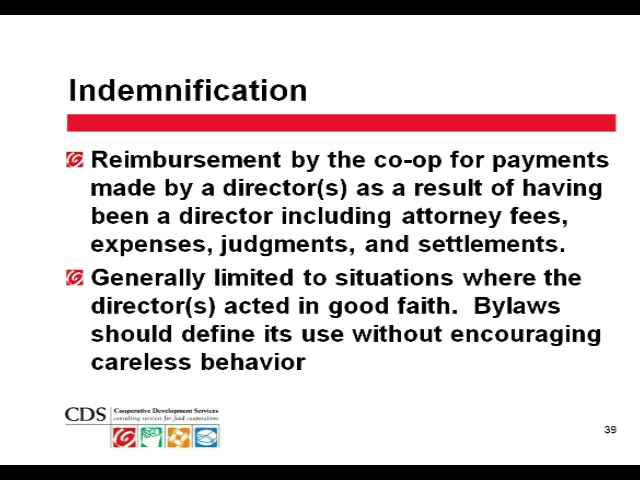 Indemnification
Reimbursement by the co-op for payments
made by a director(s) as a result of having
been a director including attorney fees,
expenses, judgments, and settlements.
Generally limited to situations where the
director(s) acted in good faith.  Bylaws
should define its use without encouraging
careless behavior
CDS Cooperative Development Services
consulting services for food cooperatives
39